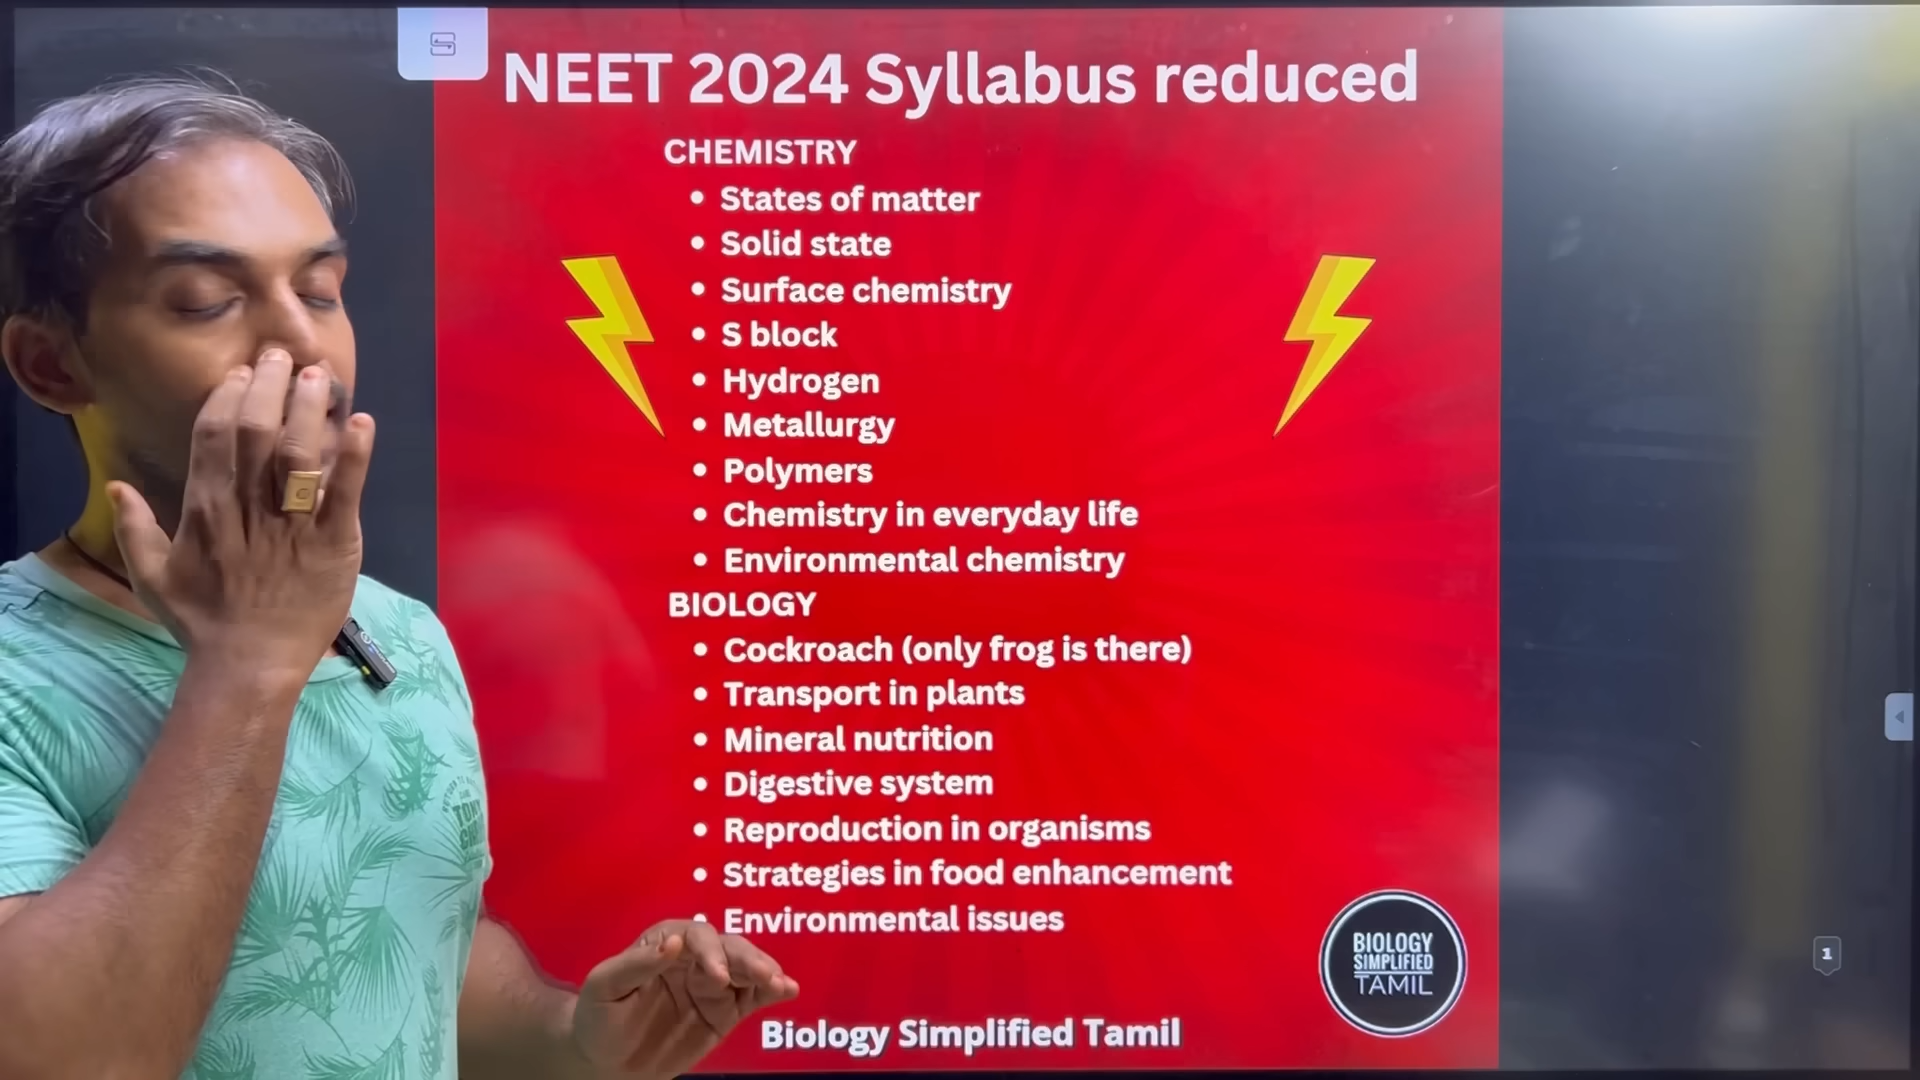 NEET 2024 Syllabus reduced
CHEMISTRY
• States of matter
• Solid state
• Surface chemistry
• S block
• Hydrogen
• Metallurgy
• Polymers
• Chemistry in everyday life
• Environmental chemistry
BIOLOGY
• Cockroach (only frog is there)
• Transport in plants
• Mineral nutrition
• Digestive system
• Reproduction in organisms
• Strategies in food enhancement
• Environmental issues
BIOLOGY
SIMPLIFIED
TAMIL
1
Biology Simplified Tamil